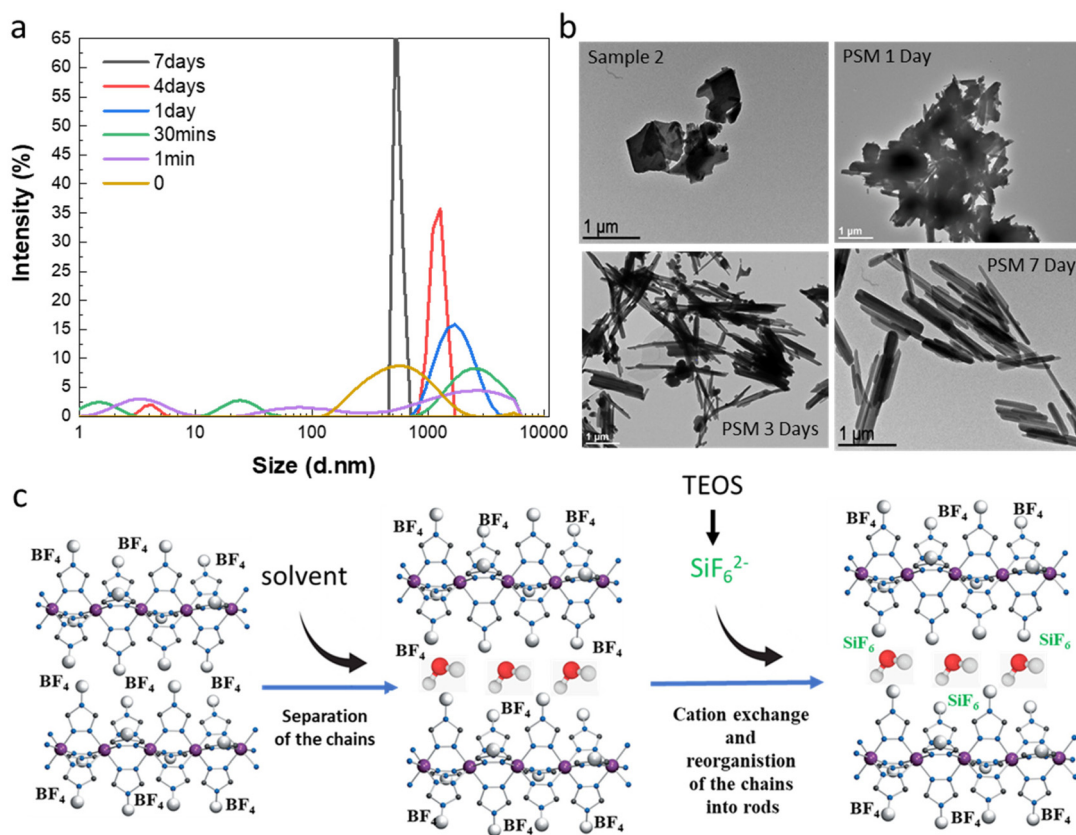 a
65
60
55
50
45
40
35
30
25
20
15
10
5
0
Intensity (%)
7days
4days
1day
30mins
1min
0
1
10
100
1000
10000
Size (d.nm)
b
Sample 2
1 µm
PSM 1 Day
1 µm
PSM 3 Days
1 µm
PSM 7 Day
1 µm
c
BF4
BF4
BF4
BF4
BF4
BF4
BF4
BF4
solvent
Separation
of the chains
BF4
BF4
BF4
BF4
BF4
BF4
BF4
BF4
TEOS
SiF6 2-
Cation exchange
and
reorganistion
of the chains
into rods
BF4
BF4
BF4
SiF6
SiF6
SiF6
BF4
BF4